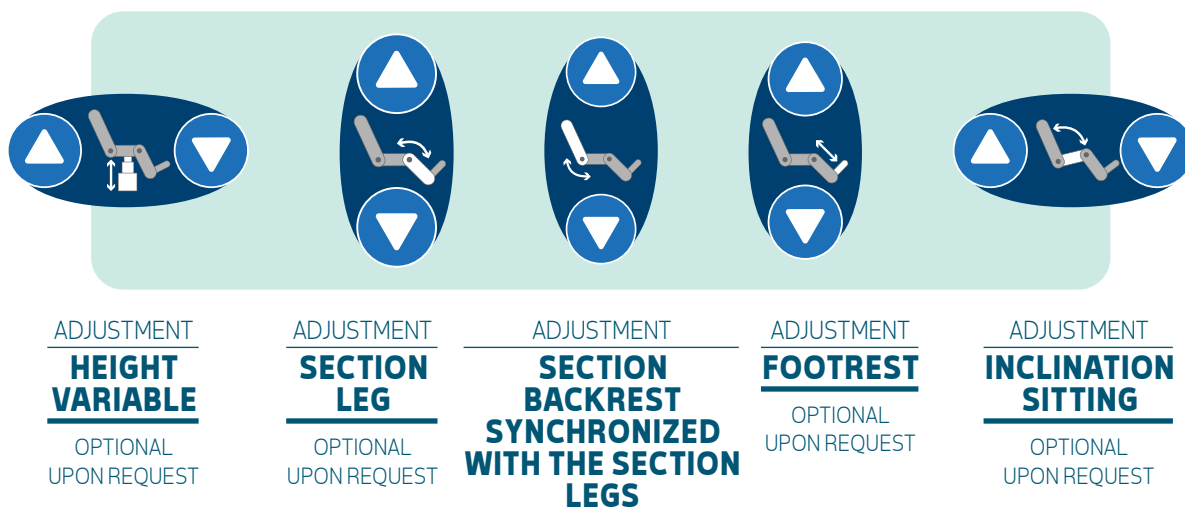 ADJUSTMENT
HEIGHT
VARIABLE
OPTIONAL
UPON REQUEST
ADJUSTMENT
SECTION
LEG
OPTIONAL
UPON REQUEST
ADJUSTMENT
SECTION
BACKREST
SYNCHRONIZED
WITH THE SECTION
LEGS
ADJUSTMENT
FOOTREST
OPTIONAL
UPON REQUEST
ADJUSTMENT
INCLINATION
SITTING
OPTIONAL
UPON REQUEST